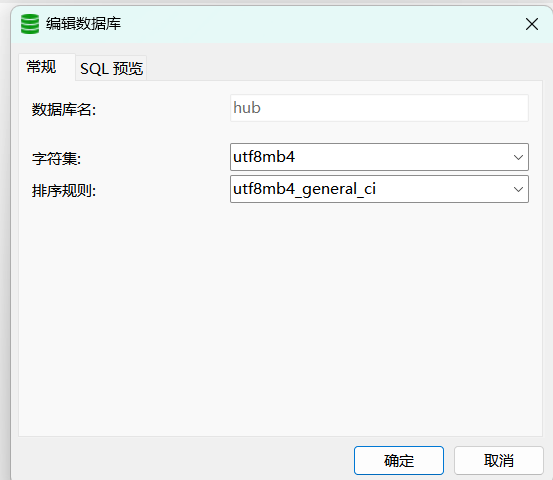 编辑数据库
常规
SQL 预览
数据库名:
hub
字符集:
utf8mb4
排序规则:
utf8mb4_general_ci
确定
取消